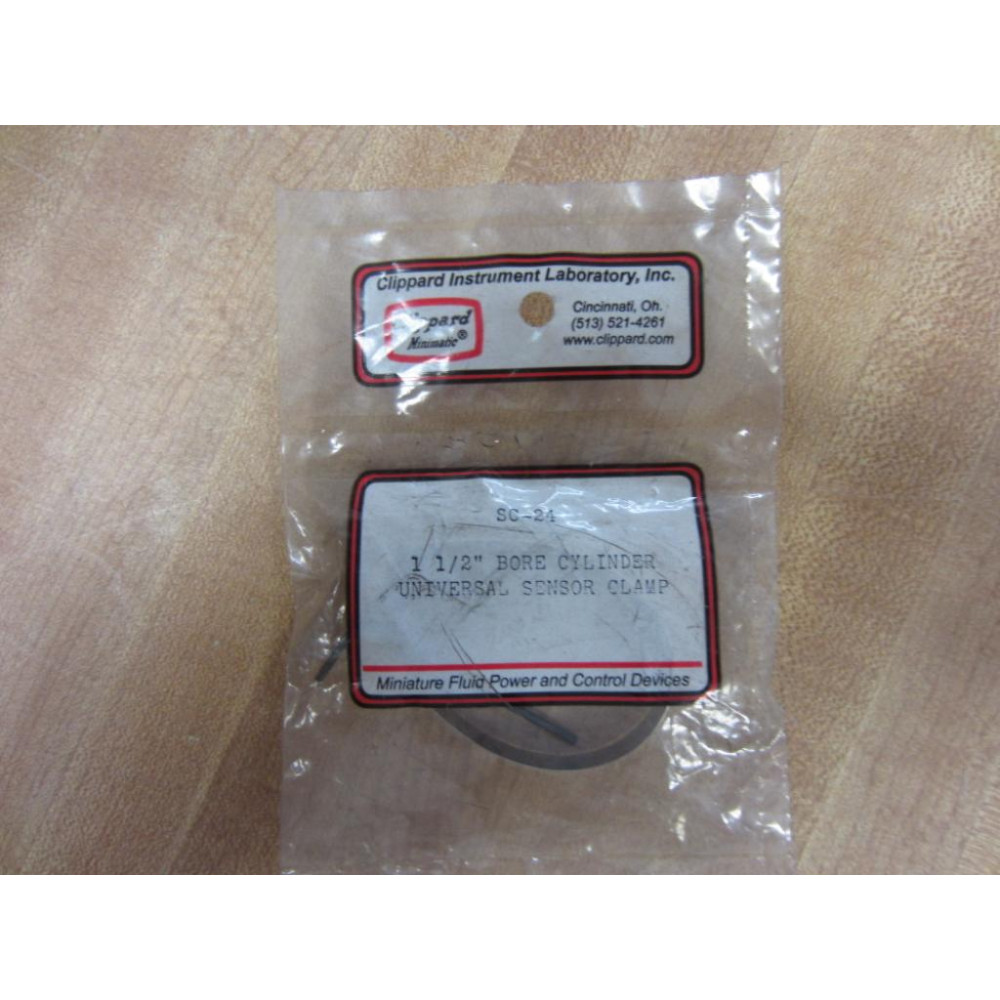 Clippard Instrument Laboratory, Inc.
Clippard
Minimatic®
Cincinnati, Oh.
(513) 521-4261
www.clippard.com
SC-24
1 1/2" BORE CYLINDER
UNIVERSAL SENSOR CLAMP
Miniature Fluid Power and Control Devices